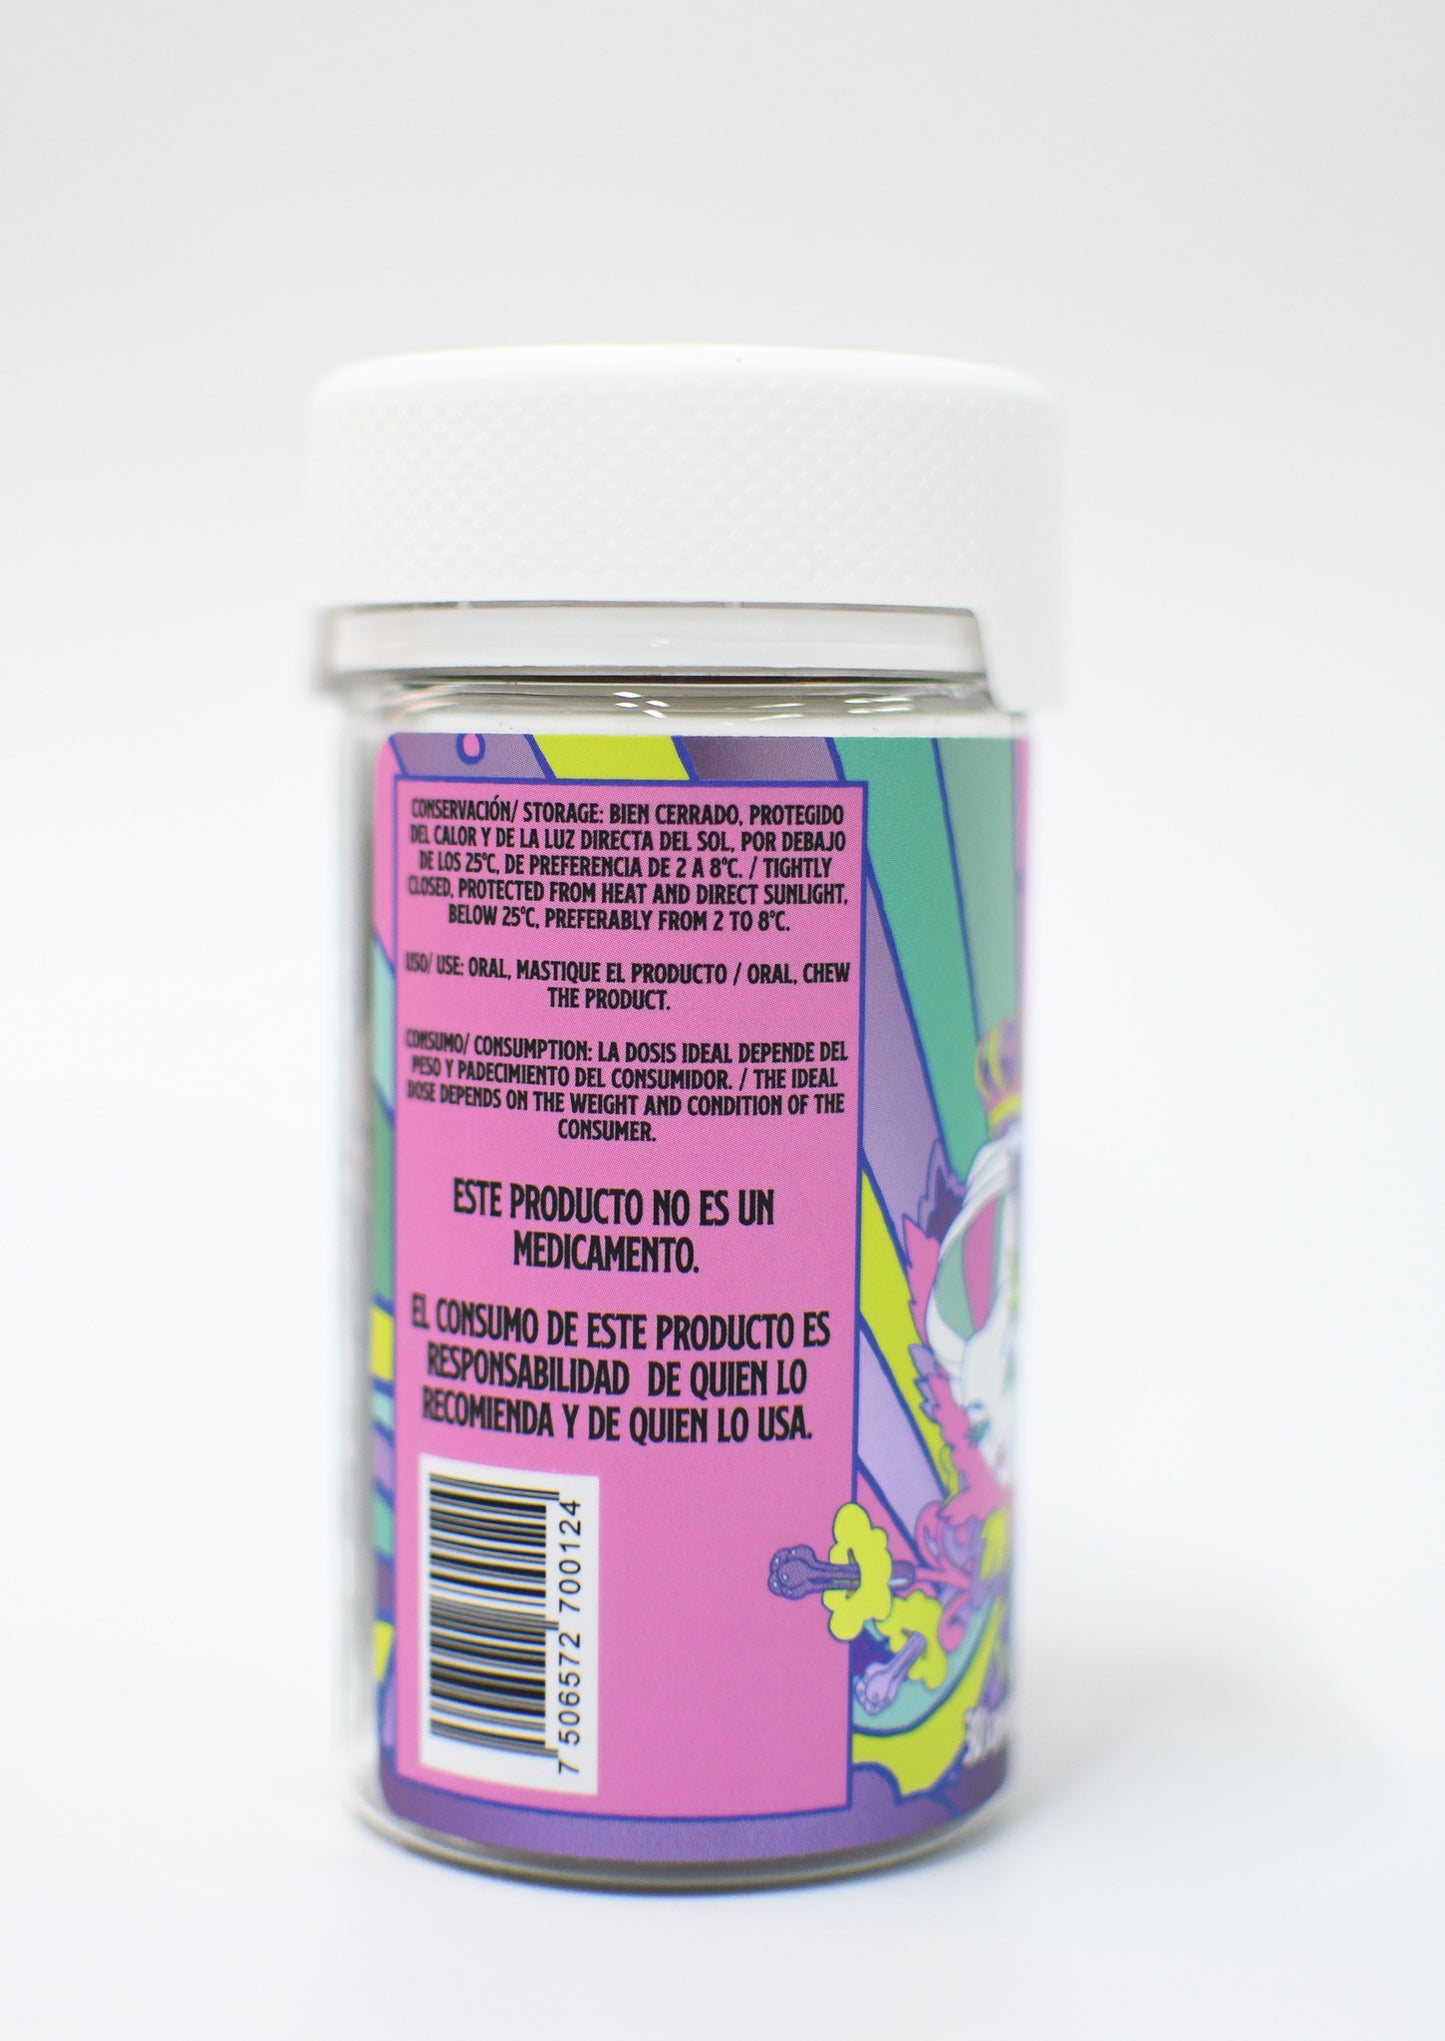 CONSERVACIÓN/ STORAGE: BIEN CERRADO, PROTEGIDO
DEL CALOR Y DE LA LUZ DIRECTA DEL SOL, POR DEBAJO
DE LOS 25°C, DE PREFERENCIA DE 2 A 8°C. / TIGHTLY
CLOSED, PROTECTED FROM HEAT AND DIRECT SUNLIGHT,
BELOW 25°C, PREFERABLY FROM 2 TO 8°C.
USO/ USE: ORAL, MASTIQUE EL PRODUCTO / ORAL, CHEW
THE PRODUCT.
CONSUMO/ CONSUMPTION: LA DOSIS IDEAL DEPENDE DEL
PESO Y PADECIMIENTO DEL CONSUMIDOR. / THE IDEAL
DOSE DEPENDS ON THE WEIGHT AND CONDITION OF THE
CONSUMER.
ESTE PRODUCTO NO ES UN
MEDICAMENTO.
EL CONSUMO DE ESTE PRODUCTO ES
RESPONSABILIDAD DE QUIEN LO
RECOMIENDA Y DE QUIEN LO USA.
7 506572 700124